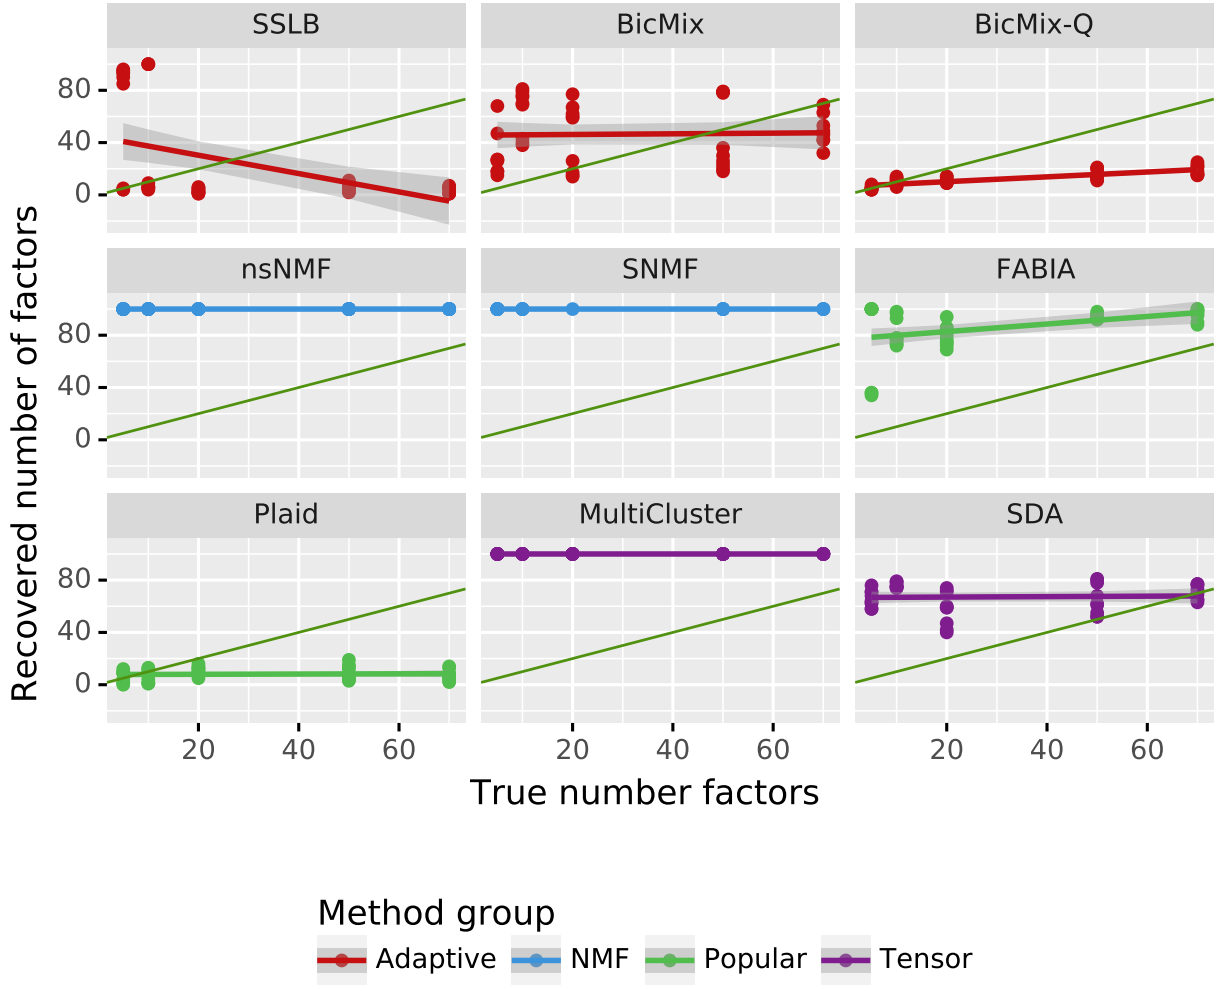 SSLB BicMix BicMix-Q
80
40
0
nsNMF SNMF FABIA
80
40
0
Plaid MultiCluster SDA
80
40
0
20 40 60 20 40 60 20 40 60
Recovered number of factors
True number factors
Method group
Adaptive NMF Popular Tensor